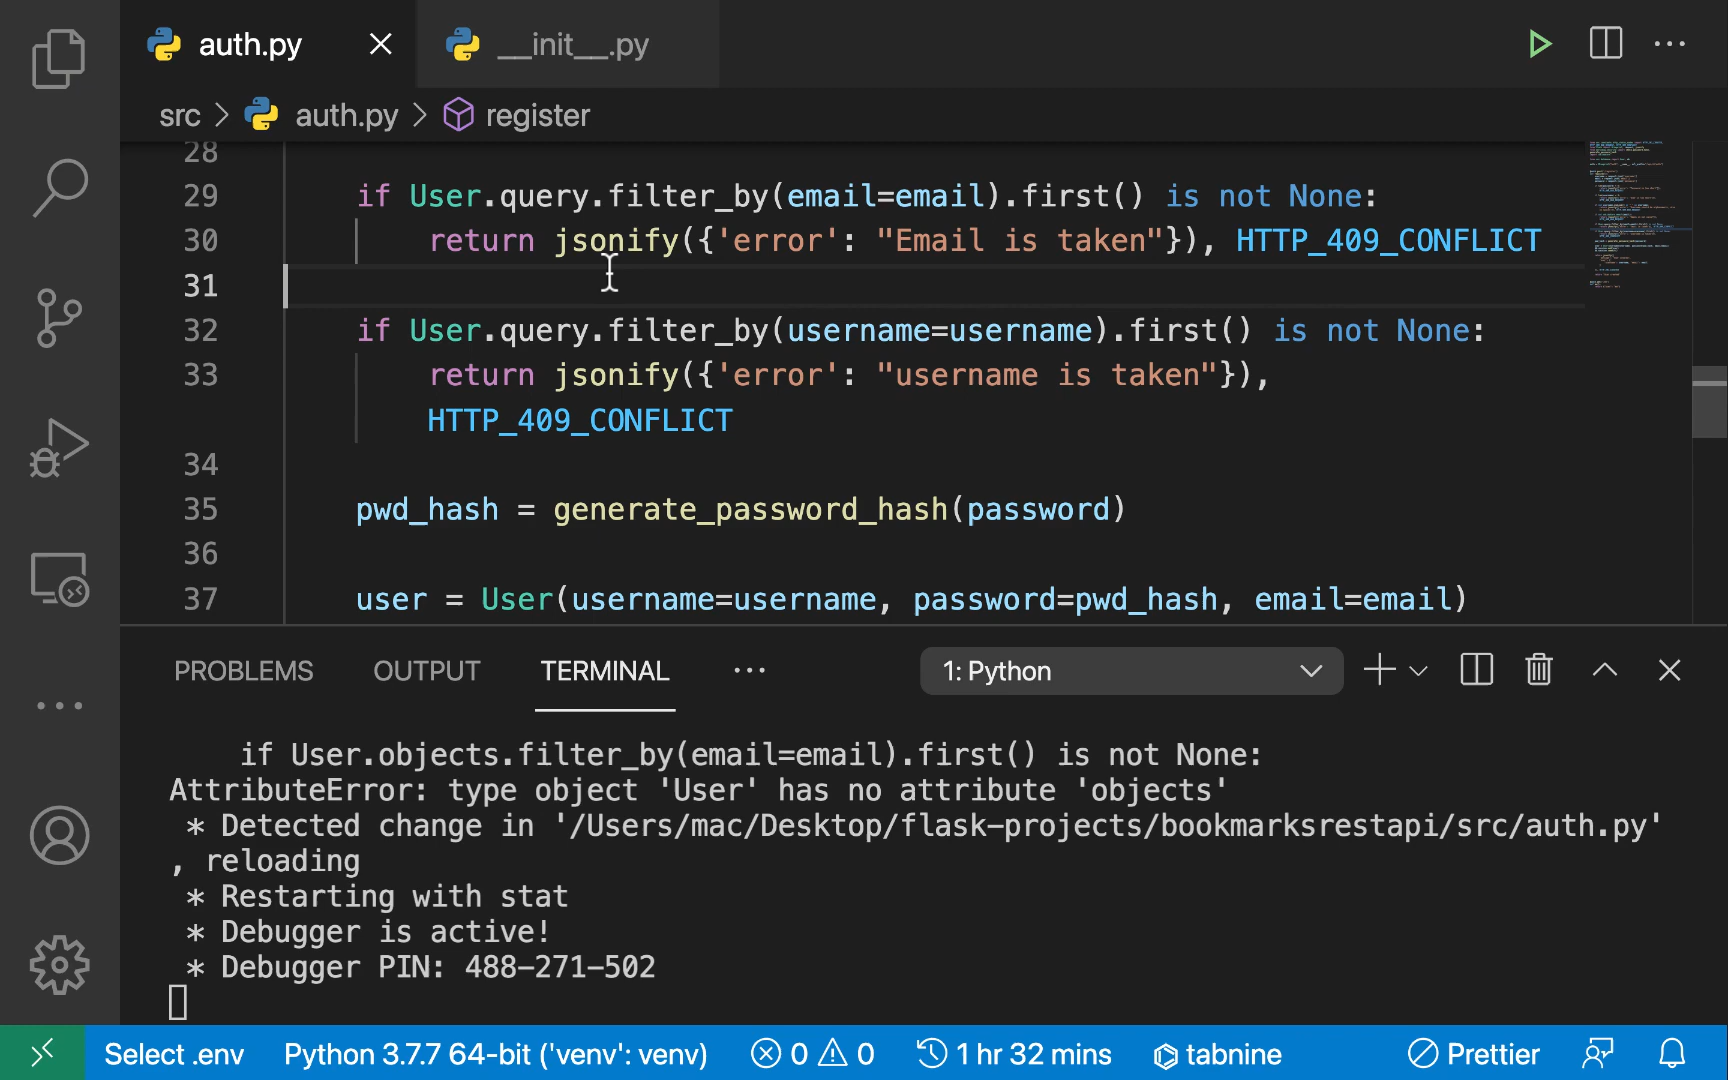 auth.py
__init__.py
src > auth.py > register
28
29 if User.query.filter_by(email=email).first() is not None:
30 return jsonify({'error': "Email is taken"}), HTTP_409_CONFLICT
31
32 if User.query.filter_by(username=username).first() is not None:
33 return jsonify({'error': "username is taken"}),
HTTP_409_CONFLICT
34
35 pwd_hash = generate_password_hash(password)
36
37 user = User(username=username, password=pwd_hash, email=email)
PROBLEMS OUTPUT TERMINAL ··· 1: Python
if User.objects.filter_by(email=email).first() is not None:
AttributeError: type object 'User' has no attribute 'objects'
* Detected change in '/Users/mac/Desktop/flask-projects/bookmarksrestapi/src/auth.py'
, reloading
* Restarting with stat
* Debugger is active!
* Debugger PIN: 488-271-502
Select .env Python 3.7.7 64-bit ('venv': venv) 0 0 1 hr 32 mins tabnine Prettier